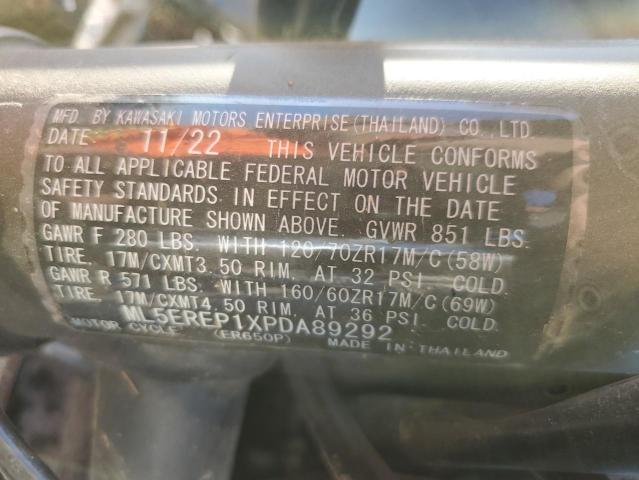 MFD. BY KAWASAKI MOTORS ENTERPRISE(THAILAND) CO.,LTD.
DATE: 11/22 THIS VEHICLE CONFORMS
TO ALL APPLICABLE FEDERAL MOTOR VEHICLE
SAFETY STANDARDS IN EFFECT ON THE DATE
OF MANUFACTURE SHOWN ABOVE. GVWR 851 LBS.
GAWR F 280 LBS. WITH 120/70ZR17M/C(58W)
TIRE. 17M/CXMT3.50 RIM. AT 32 PSI. COLD
GAWR R 571 LBS. WITH 160/60ZR17M/C(69W)
TIRE. 17M/CXMT4.50 RIM. AT 36 PSI. COLD.
ML5EREP1XPDA89292
MOTOR CYCLE (ER650P) MADE IN THAILAND